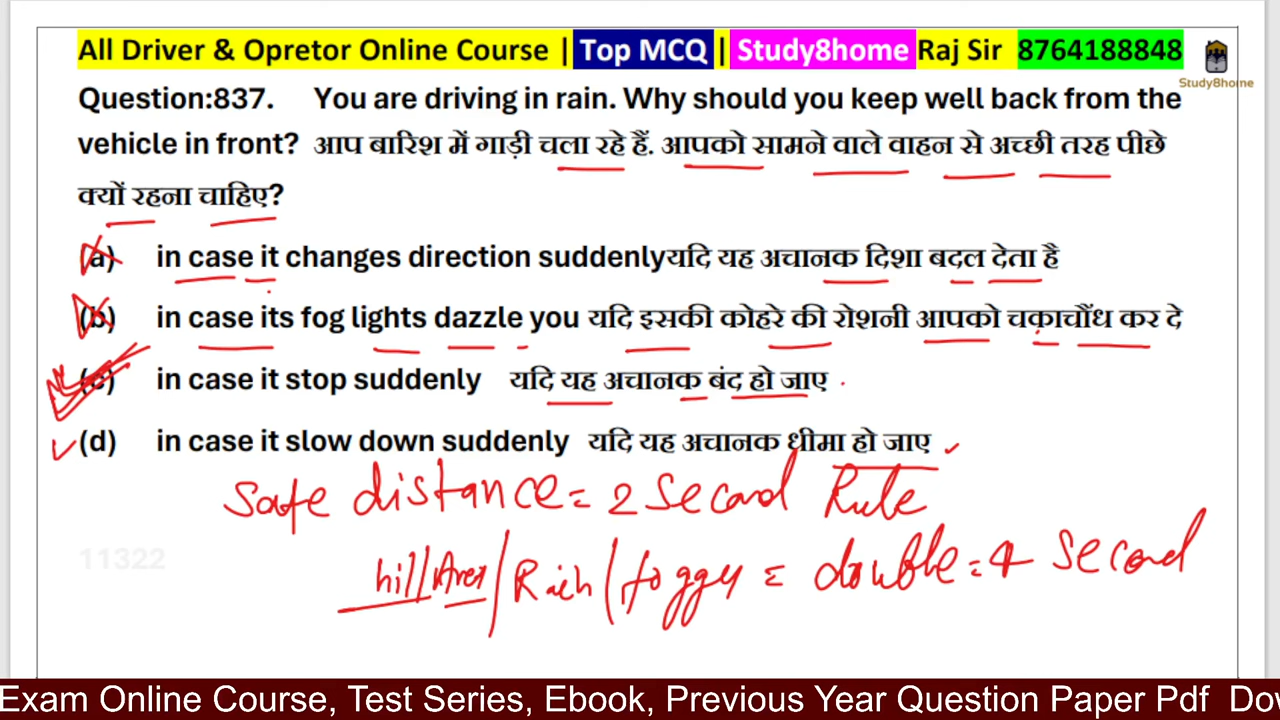 All Driver & Opretor Online Course | Top MCQ | Study8home Raj Sir 8764188848
Study8home
Question:837. You are driving in rain. Why should you keep well back from the
vehicle in front? आप बारिश में गाड़ी चला रहे हैं. आपको सामने वाले वाहन से अच्छी तरह पीछे
क्यों रहना चाहिए?
(a) in case it changes direction suddenlyयदि यह अचानक दिशा बदल देता है
(b) in case its fog lights dazzle you यदि इसकी कोहरे की रोशनी आपको चकाचौंध कर दे
(c) in case it stop suddenly यदि यह अचानक बंद हो जाए
(d) in case it slow down suddenly यदि यह अचानक धीमा हो जाए
Safe distance = 2 Second Rule
hill Area / Rain / foggy = double = 4 Second
11322
Exam Online Course, Test Series, Ebook, Previous Year Question Paper Pdf Dov